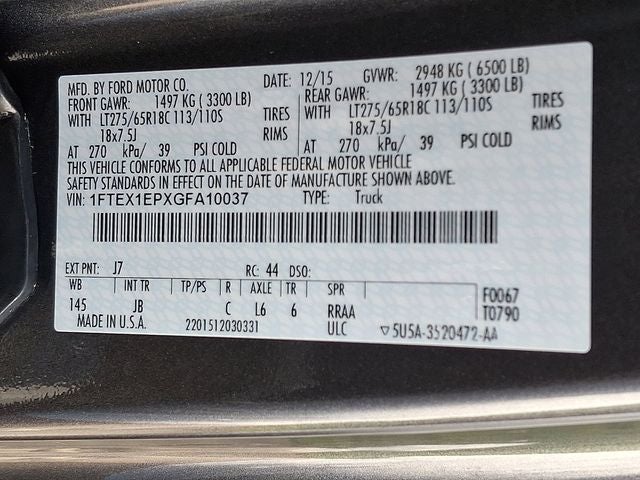 MFD. BY FORD MOTOR CO. DATE: 12/15 GVWR: 2948 KG ( 6500 LB)
FRONT GAWR: 1497 KG ( 3300 LB) REAR GAWR: 1497 KG ( 3300 LB)
WITH LT275/65R18C 113/110S TIRES WITH LT275/65R18C 113/110S TIRES
18x7.5J RIMS 18x7.5J RIMS
AT 270 kPa/ 39 PSI COLD AT 270 kPa/ 39 PSI COLD
THIS VEHICLE CONFORMS TO ALL APPLICABLE FEDERAL MOTOR VEHICLE
SAFETY STANDARDS IN EFFECT ON THE DATE OF MANUFACTURE SHOWN ABOVE.
VIN: 1FTEX1EPXGFA10037 TYPE: Truck
EXT PNT: J7 RC: 44 DSO:
WB INT TR TP/PS R AXLE TR SPR F0067
145 JB C L6 6 RRAA T0790
MADE IN U.S.A. 2201512030331 ULC ▽5U5A-3520472-AA